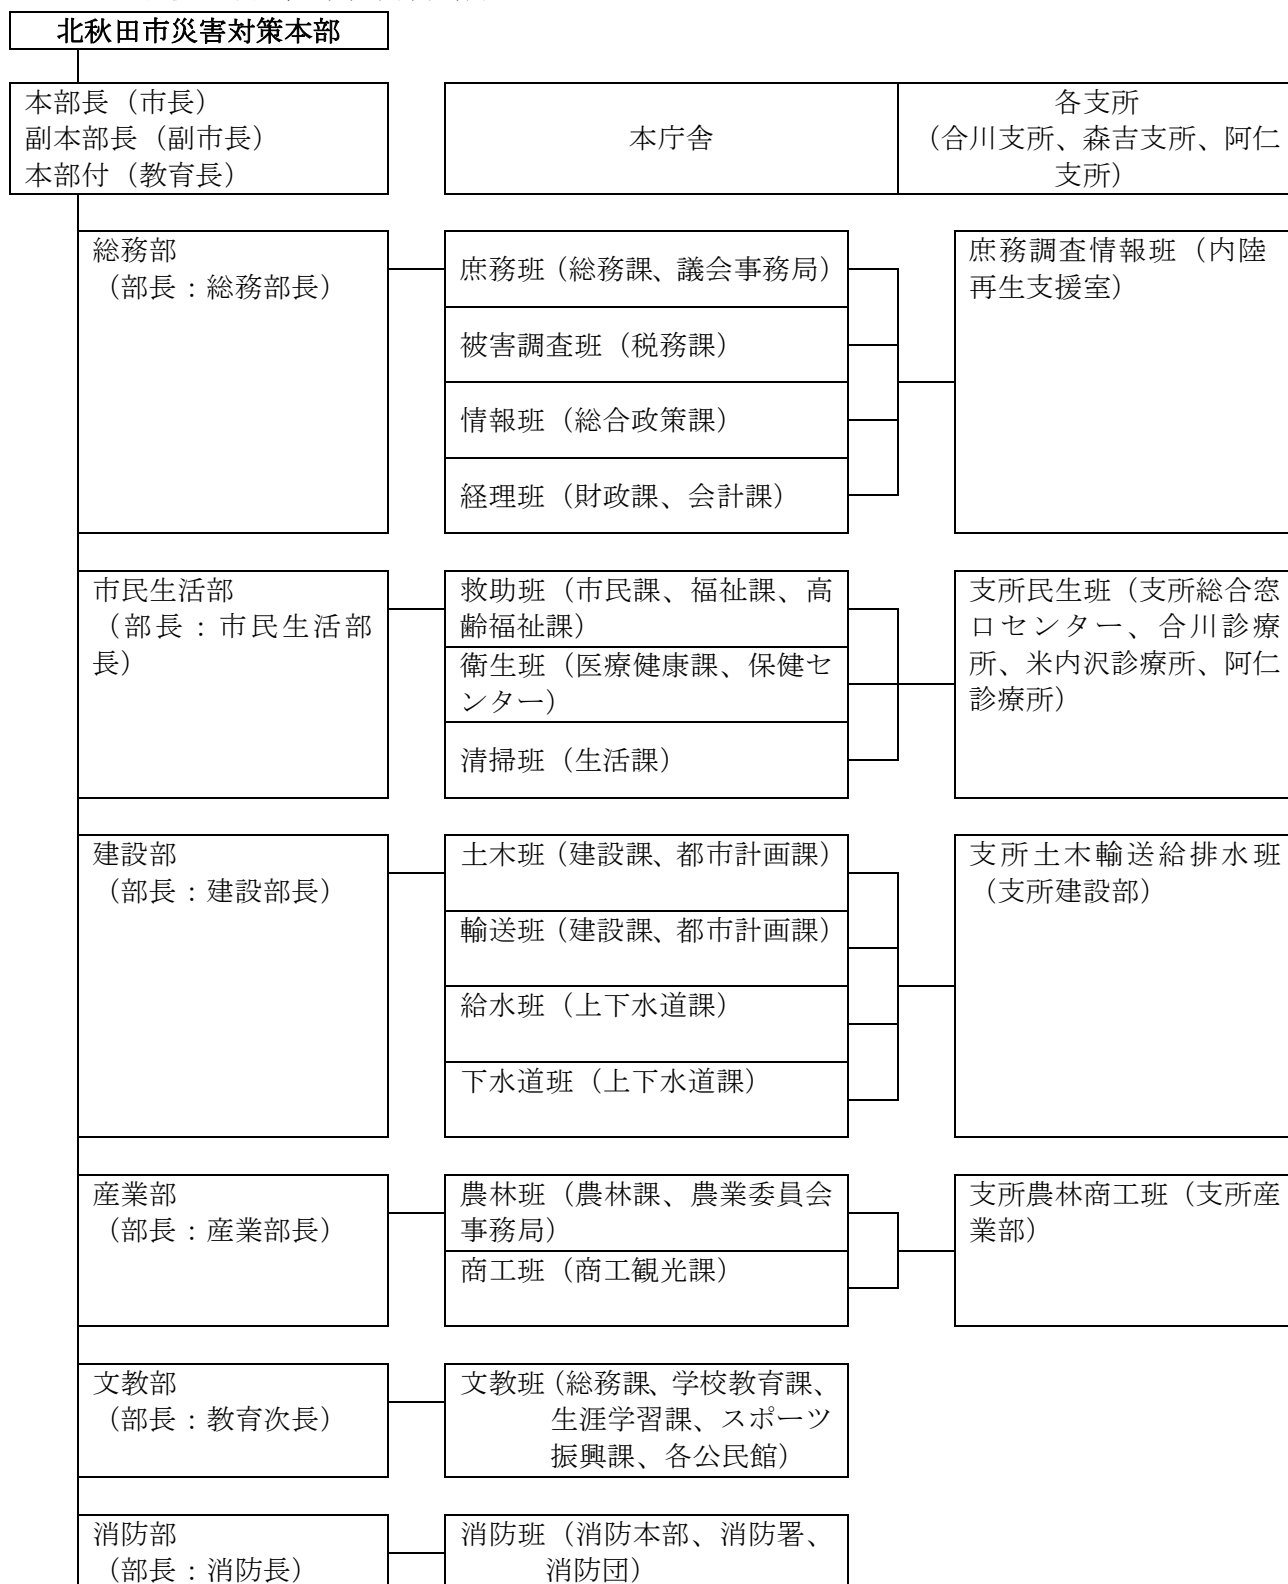 北秋田市災害対策本部
本部長（市長）
副本部長（副市長）
本部付（教育長）
本庁舎
各支所
（合川支所、森吉支所、阿仁
支所）
総務部
（部長：総務部長）
庶務班（総務課、議会事務局）
被害調査班（税務課）
情報班（総合政策課）
経理班（財政課、会計課）
庶務調査情報班（内陸
再生支援室）
市民生活部
（部長：市民生活部
長）
救助班（市民課、福祉課、高
齢福祉課）
衛生班（医療健康課、保健セ
ンター）
清掃班（生活課）
支所民生班（支所総合窓
口センター、合川診療
所、米内沢診療所、阿仁
診療所）
建設部
（部長：建設部長）
土木班（建設課、都市計画課）
輸送班（建設課、都市計画課）
給水班（上下水道課）
下水道班（上下水道課）
支所土木輸送給排水班
（支所建設部）
産業部
（部長：産業部長）
農林班（農林課、農業委員会
事務局）
商工班（商工観光課）
支所農林商工班（支所産
業部）
文教部
（部長：教育次長）
文教班（総務課、学校教育課、
生涯学習課、スポーツ
振興課、各公民館）
消防部
（部長：消防長）
消防班（消防本部、消防署、
消防団）